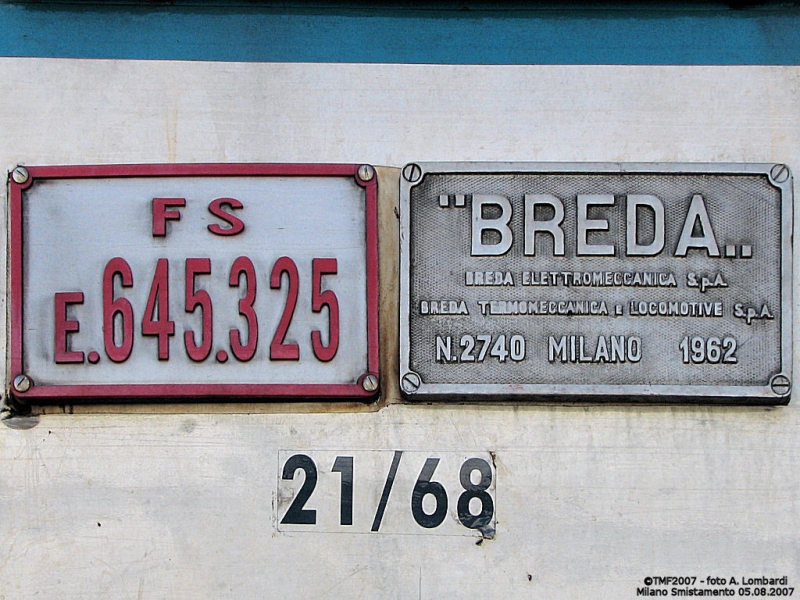 FS
E.645.325
"BREDA..
BREDA ELETTROMECCANICA S.p.A.
BREDA TERMOMECCANICA E LOCOMOTIVE S.p.A.
N.2740 MILANO 1962
21/68
©TMF2007 - foto A. Lombardi
Milano Smistamento 05.08.2007